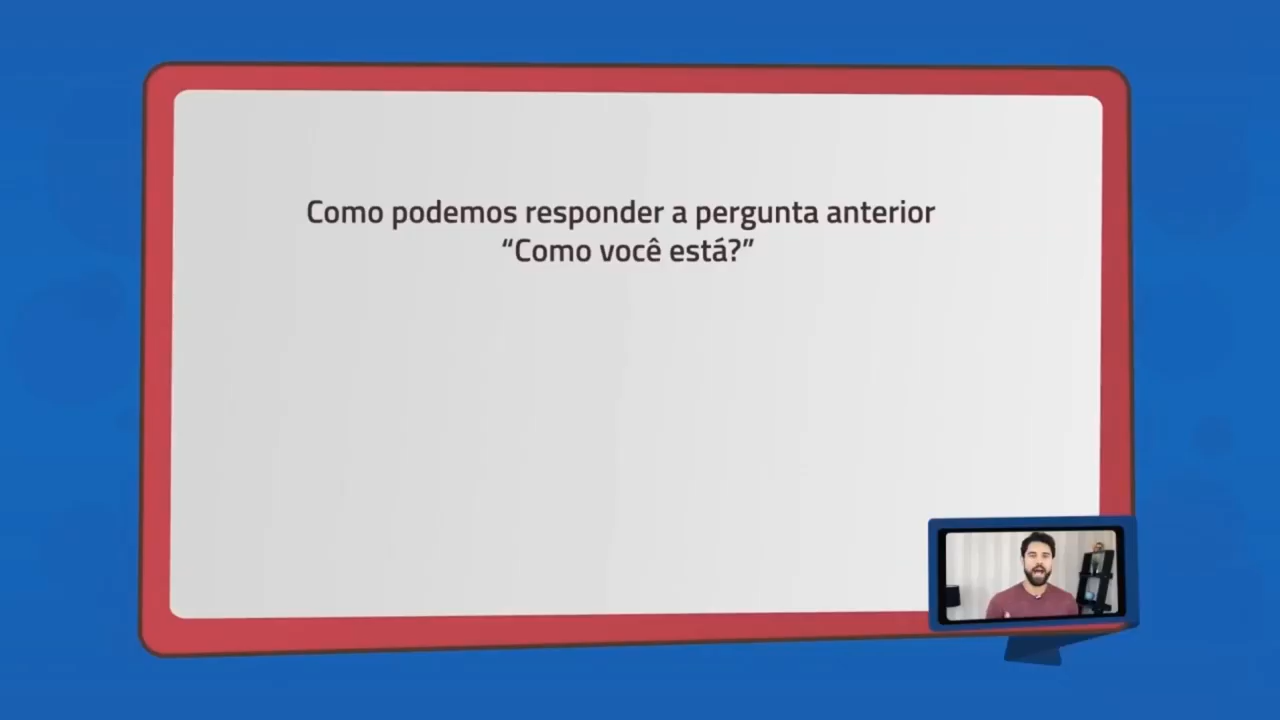 Como podemos responder a pergunta anterior
“Como você está?”